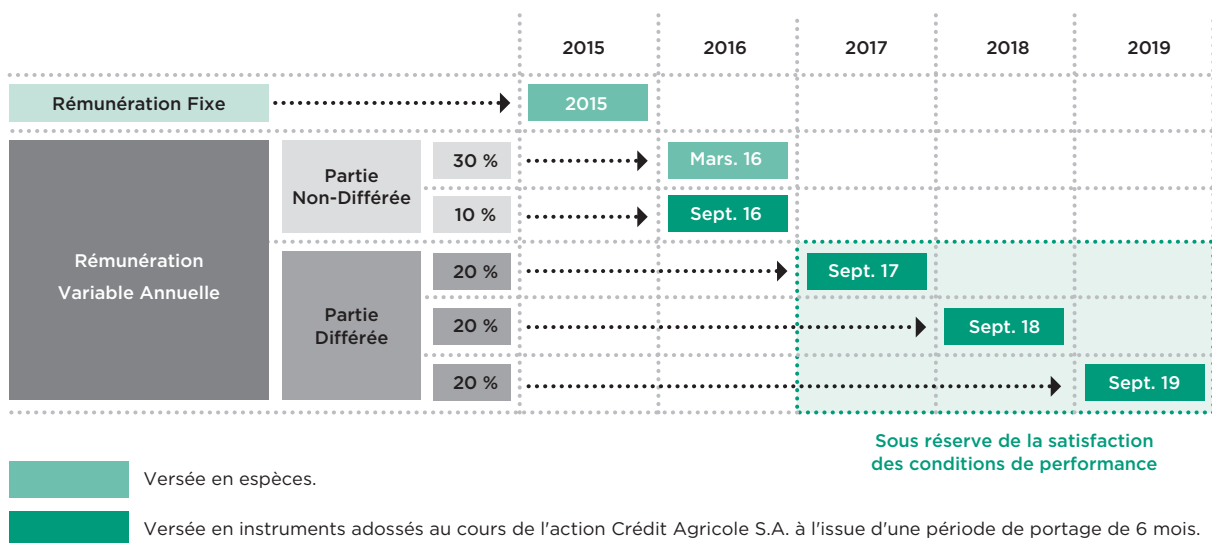 2015 2016 2017 2018 2019
Rémunération Fixe 2015
Rémunération
Variable Annuelle
Partie
Non-Différée
30 % Mars. 16
10 % Sept. 16
Partie
Différée
20 % Sept. 17
20 % Sept. 18
20 % Sept. 19
Sous réserve de la satisfaction
des conditions de performance
Versée en espèces.
Versée en instruments adossés au cours de l'action Crédit Agricole S.A. à l'issue d'une période de portage de 6 mois.